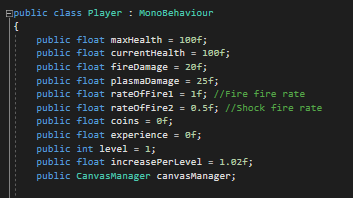 public class Player : MonoBehaviour
{
public float maxHealth = 100f;
public float currentHealth = 100f;
public float fireDamage = 20f;
public float plasmaDamage = 25f;
public float rateOfFire1 = 1f; //Fire fire rate
public float rateOfFire2 = 0.5f; //Shock fire rate
public float coins = 0f;
public float experience = 0f;
public int level = 1;
public float increasePerLevel = 1.02f;
public CanvasManager canvasManager;